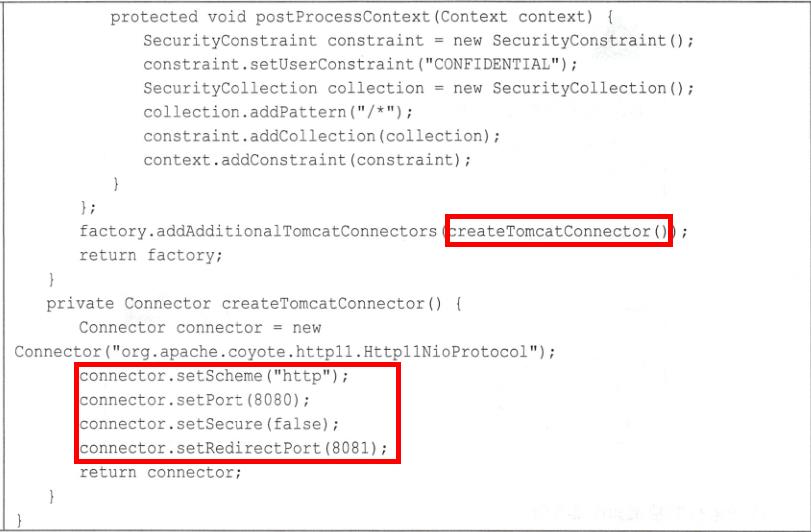 protected void postProcessContext(Context context) {
SecurityConstraint constraint = new SecurityConstraint();
constraint.setUserConstraint("CONFIDENTIAL");
SecurityCollection collection = new SecurityCollection();
collection.addPattern("/*");
constraint.addCollection(collection);
context.addConstraint(constraint);
}
};
factory.addAdditionalTomcatConnectors(createTomcatConnector());
return factory;
}
private Connector createTomcatConnector() {
Connector connector = new
Connector("org.apache.coyote.http11.Http11NioProtocol");
connector.setScheme("http");
connector.setPort(8080);
connector.setSecure(false);
connector.setRedirectPort(8081);
return connector;
}
}